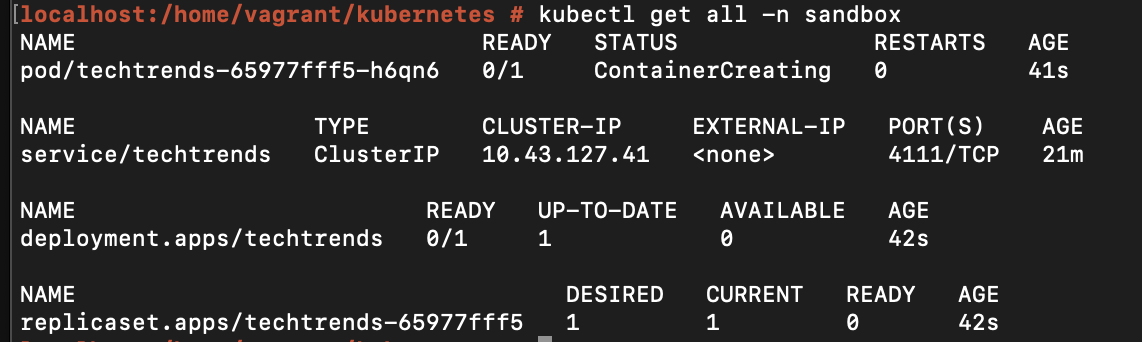 [localhost:/home/vagrant/kubernetes # kubectl get all -n sandbox
NAME READY STATUS RESTARTS AGE
pod/techtrends-65977fff5-h6qn6 0/1 ContainerCreating 0 41s
NAME TYPE CLUSTER-IP EXTERNAL-IP PORT(S) AGE
service/techtrends ClusterIP 10.43.127.41 <none> 4111/TCP 21m
NAME READY UP-TO-DATE AVAILABLE AGE
deployment.apps/techtrends 0/1 1 0 42s
NAME DESIRED CURRENT READY AGE
replicaset.apps/techtrends-65977fff5 1 1 0 42s